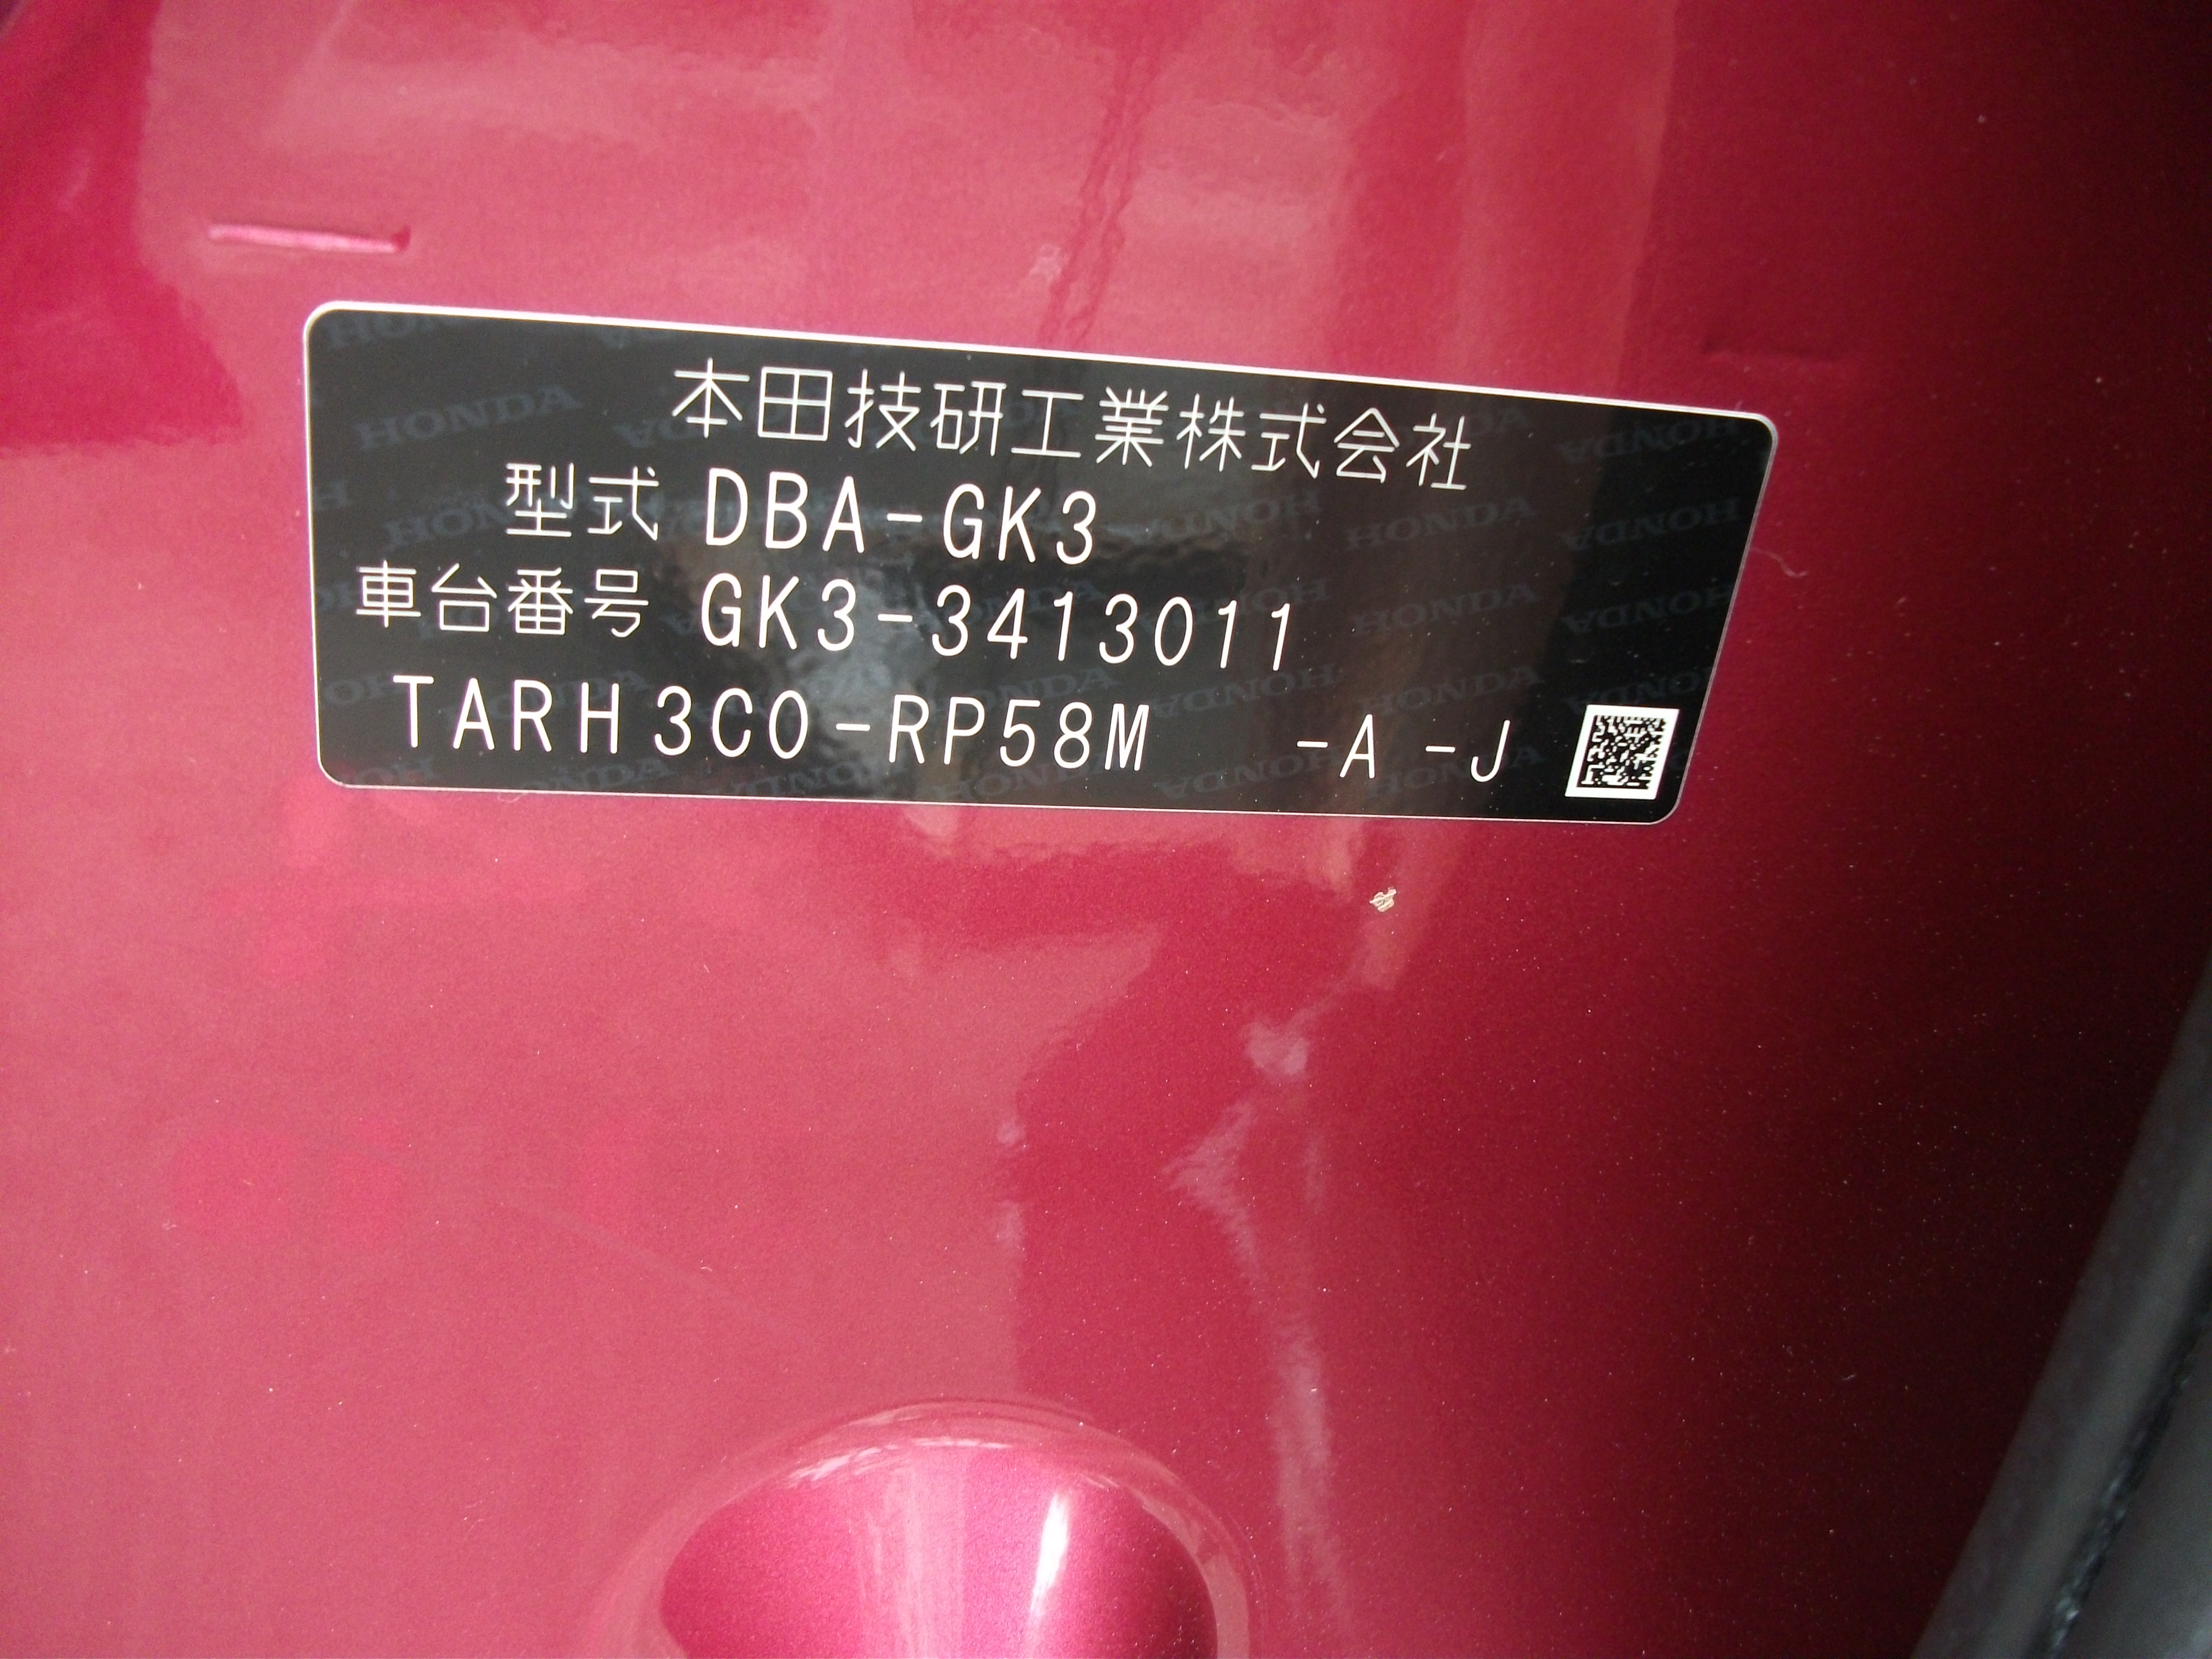 本田技研工業株式会社
型式 DBA-GK3
車台番号 GK3-3413011
TARH3C0-RP58M -A -J